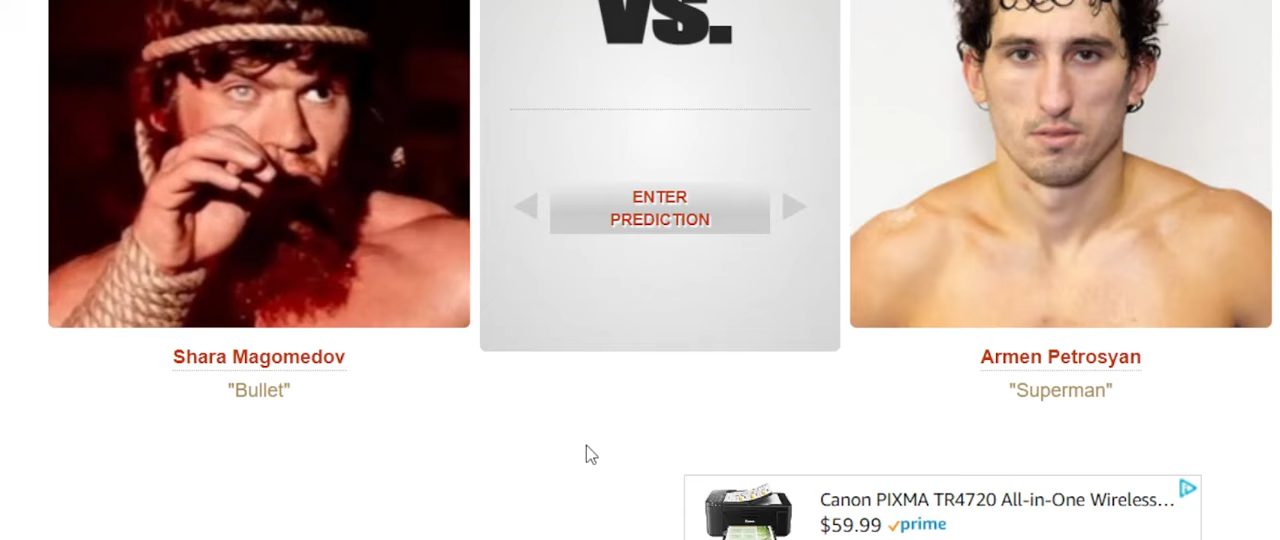 VS.
ENTER
PREDICTION
Shara Magomedov
"Bullet"
Armen Petrosyan
"Superman"
Canon PIXMA TR4720 All-in-One Wireless...
$59.99 prime